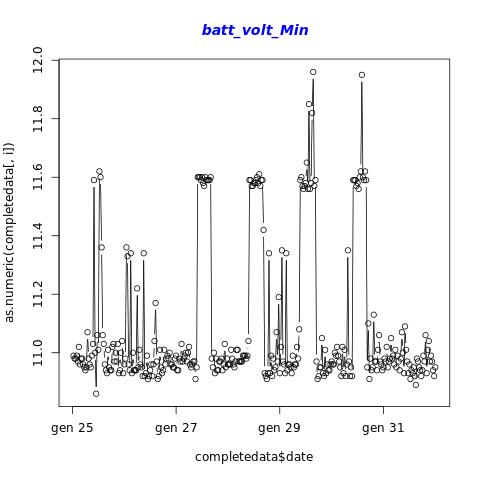 batt_volt_Min
as.numeric(completedata[, i])
12.0
11.8
11.6
11.4
11.2
11.0
gen 25
gen 27
gen 29
gen 31
completedata$date